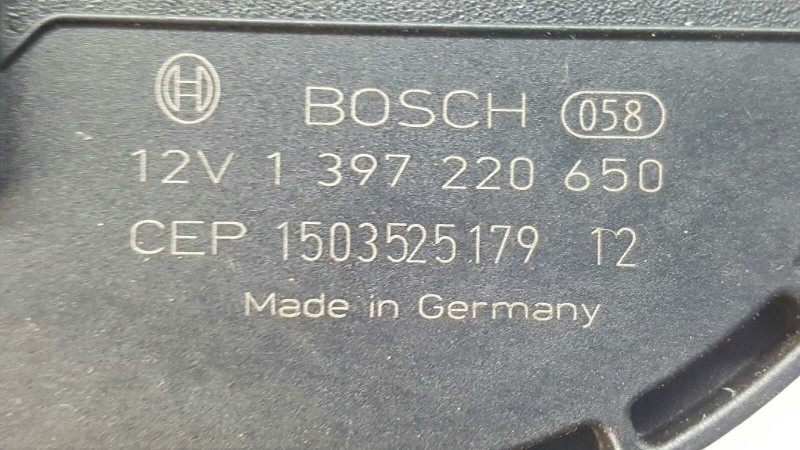 BOSCH 058
12V 1 397 220 650
CEP 1503525179 12
Made in Germany